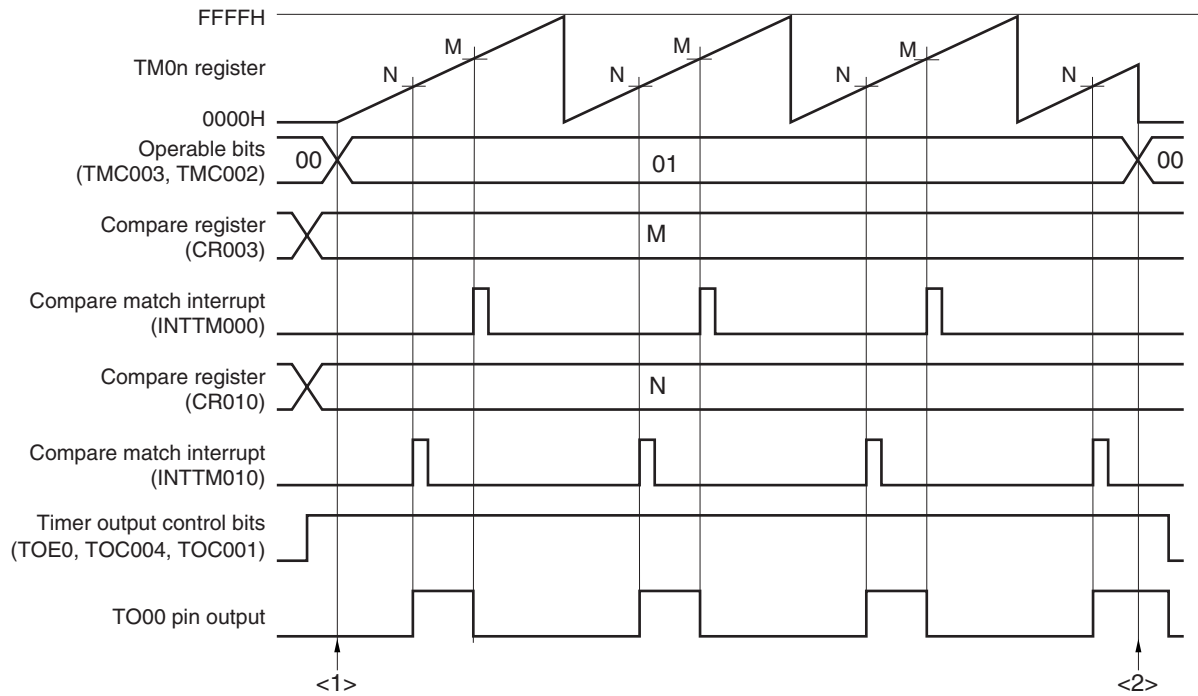 FFFFH
TM0n register
0000H
N M N M N M N
Operable bits
(TMC003, TMC002)
00 01 00
Compare register
(CR003)
M
Compare match interrupt
(INTTM000)
Compare register
(CR010)
N
Compare match interrupt
(INTTM010)
Timer output control bits
(TOE0, TOC004, TOC001)
TO00 pin output
<1> <2>